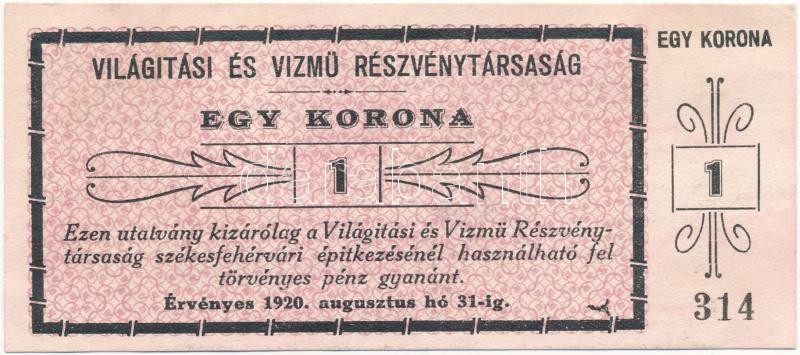 VILÁGITÁSI ÉS VIZMÜ RÉSZVÉNYTÁRSASÁG
EGY KORONA
1
Ezen utalvány kizárólag a Világitási és Vizmü Részvény-
társaság székesfehérvári épitkezésénél használható fel
törvényes pénz gyanánt.
Érvényes 1920. augusztus hó 31-ig.
EGY KORONA
1
314
darabanth